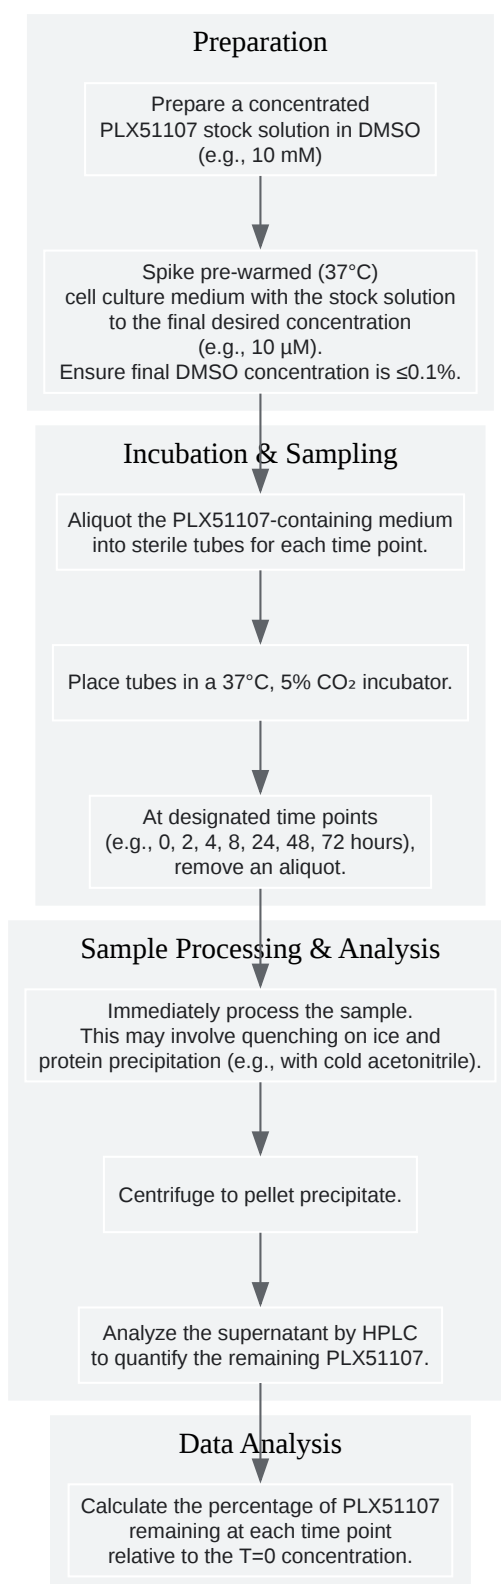 Preparation
Prepare a concentrated
PLX51107 stock solution in DMSO
(e.g., 10 mM)
Spike pre-warmed (37°C)
cell culture medium with the stock solution
to the final desired concentration
(e.g., 10 µM).
Ensure final DMSO concentration is ≤0.1%.
Incubation & Sampling
Aliquot the PLX51107-containing medium
into sterile tubes for each time point.
Place tubes in a 37°C, 5% CO₂ incubator.
At designated time points
(e.g., 0, 2, 4, 8, 24, 48, 72 hours),
remove an aliquot.
Sample Processing & Analysis
Immediately process the sample.
This may involve quenching on ice and
protein precipitation (e.g., with cold acetonitrile).
Centrifuge to pellet precipitate.
Analyze the supernatant by HPLC
to quantify the remaining PLX51107.
Data Analysis
Calculate the percentage of PLX51107
remaining at each time point
relative to the T=0 concentration.